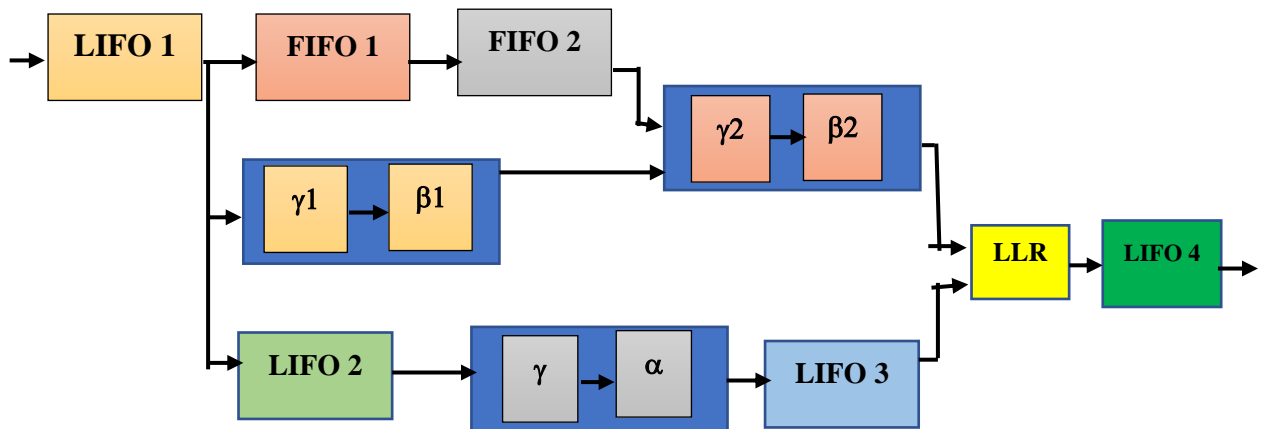 LIFO 1
FIFO 1
FIFO 2
γ2
β2
γ1
β1
LLR
LIFO 4
LIFO 2
γ
α
LIFO 3